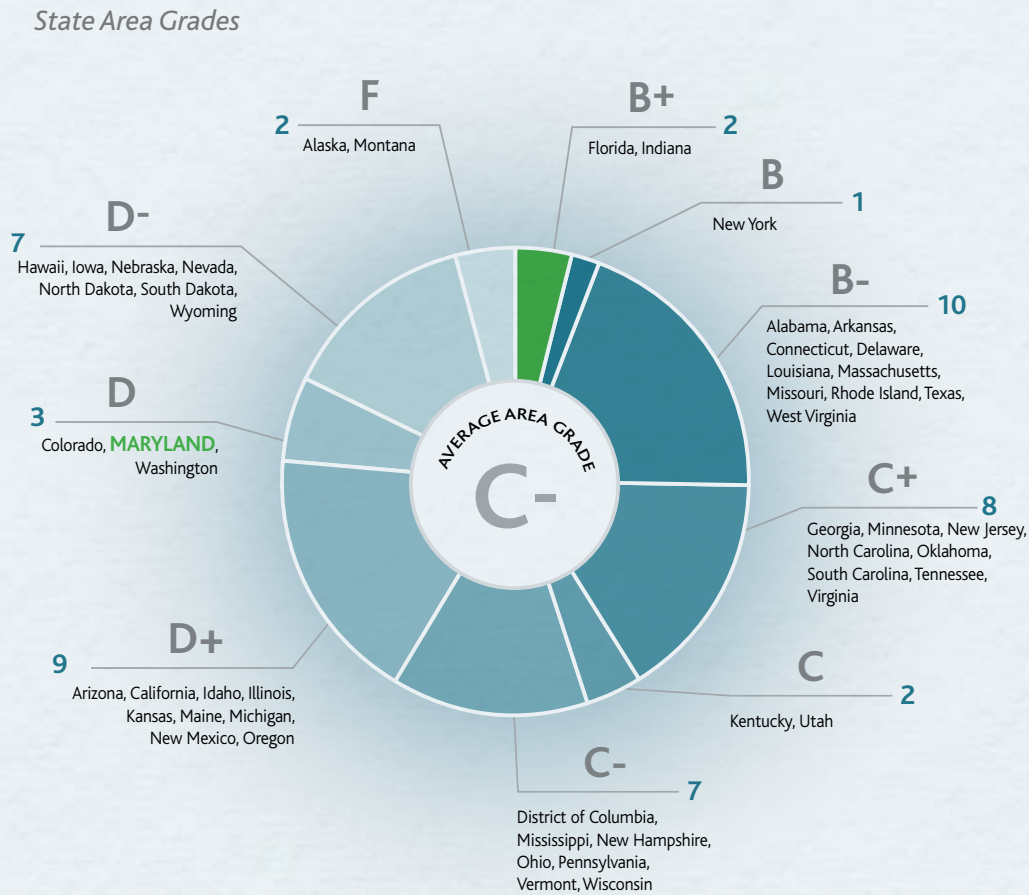 State Area Grades
F
2
Alaska, Montana
B+
2
Florida, Indiana
B
1
New York
B-
10
Alabama, Arkansas,
Connecticut, Delaware,
Louisiana, Massachusetts,
Missouri, Rhode Island, Texas,
West Virginia
C+
8
Georgia, Minnesota, New Jersey,
North Carolina, Oklahoma,
South Carolina, Tennessee,
Virginia
C
2
Kentucky, Utah
C-
7
District of Columbia,
Mississippi, New Hampshire,
Ohio, Pennsylvania,
Vermont, Wisconsin
D+
9
Arizona, California, Idaho, Illinois,
Kansas, Maine, Michigan,
New Mexico, Oregon
D
3
Colorado, MARYLAND,
Washington
D-
7
Hawaii, Iowa, Nebraska, Nevada,
North Dakota, South Dakota,
Wyoming
AVERAGE AREA GRADE
C-